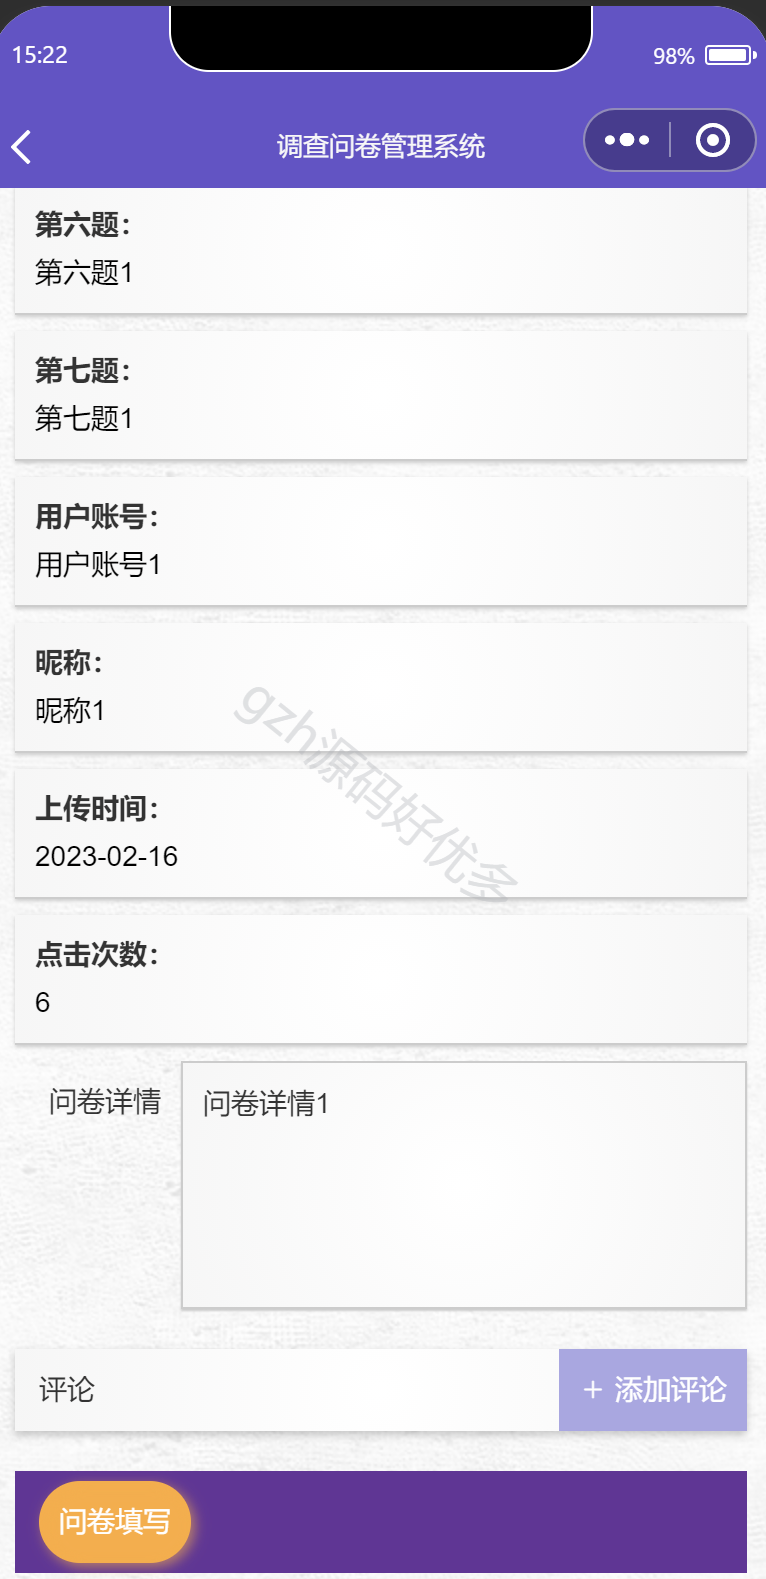 15:22
98%
调查问卷管理系统
第六题：
第六题1
第七题：
第七题1
用户账号：
用户账号1
昵称：
昵称1
gzh源码好优多
上传时间：
2023-02-16
点击次数：
6
问卷详情
问卷详情1
评论
+ 添加评论
问卷填写